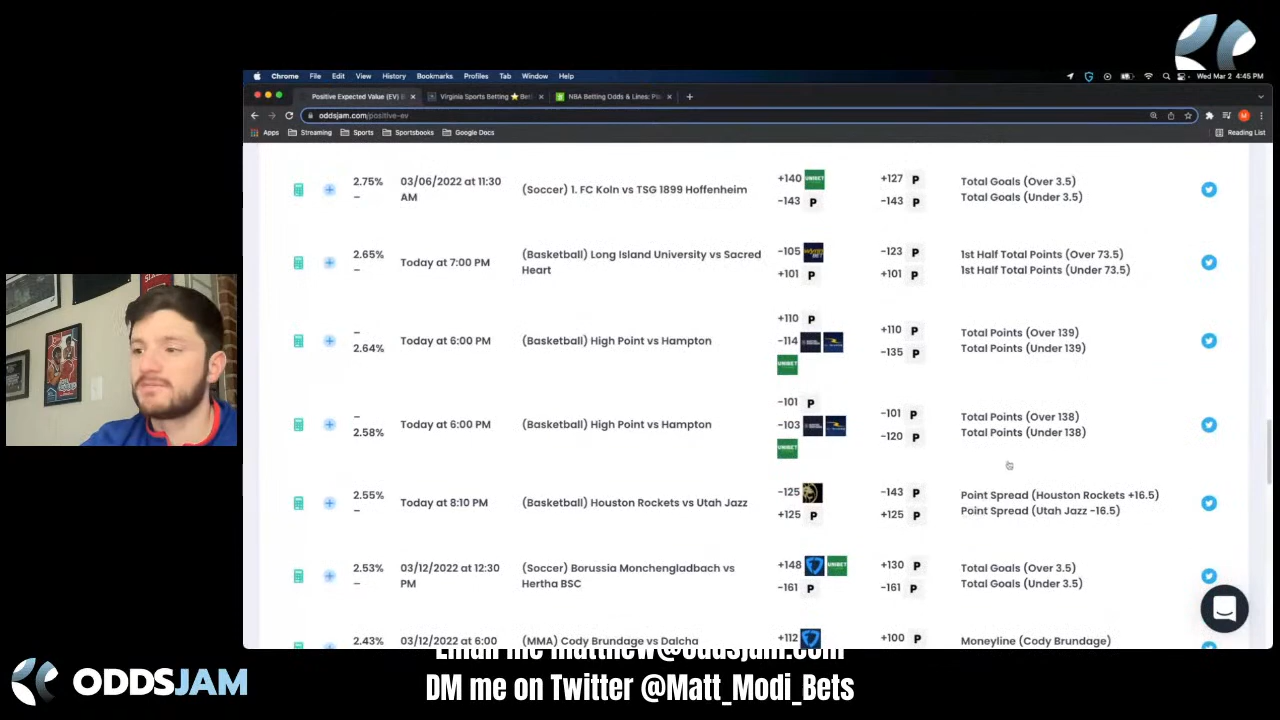 Chrome File Edit View History Bookmarks Profiles Tab Window Help
Wed Mar 2 4:45 PM
Positive Expected Value (EV) B
Virginia Sports Betting ⭐ Be
NBA Betting Odds & Lines:
oddsjam.com/positive-ev
Apps Streaming Sports Sportsbooks Google Docs
Reading List
2.75%
–
03/06/2022 at 11:30
AM
(Soccer) 1. FC Koln vs TSG 1899 Hoffenheim
+140 UNIBET
-143 P
+127 P
-143 P
Total Goals (Over 3.5)
Total Goals (Under 3.5)
2.65%
–
Today at 7:00 PM
(Basketball) Long Island University vs Sacred
Heart
-105
+101 P
-123 P
+101 P
1st Half Total Points (Over 73.5)
1st Half Total Points (Under 73.5)
–
2.64%
Today at 6:00 PM
(Basketball) High Point vs Hampton
+110 P
-114
UNIBET
+110 P
-135 P
Total Points (Over 139)
Total Points (Under 139)
–
2.58%
Today at 6:00 PM
(Basketball) High Point vs Hampton
-101 P
-103
UNIBET
-101 P
-120 P
Total Points (Over 138)
Total Points (Under 138)
2.55%
–
Today at 8:10 PM
(Basketball) Houston Rockets vs Utah Jazz
-125
+125 P
-143 P
+125 P
Point Spread (Houston Rockets +16.5)
Point Spread (Utah Jazz -16.5)
2.53%
–
03/12/2022 at 12:30
PM
(Soccer) Borussia Monchengladbach vs
Hertha BSC
+148 UNIBET
-161 P
+130 P
-161 P
Total Goals (Over 3.5)
Total Goals (Under 3.5)
2.43%
03/12/2022 at 6:00
(MMA) Cody Brundage vs Dalcha
+112
+100 P
Moneyline (Cody Brundage)
Email me matthew@oddsjam.com
DM me on Twitter @Matt_Modi_Bets
ODDSJAM